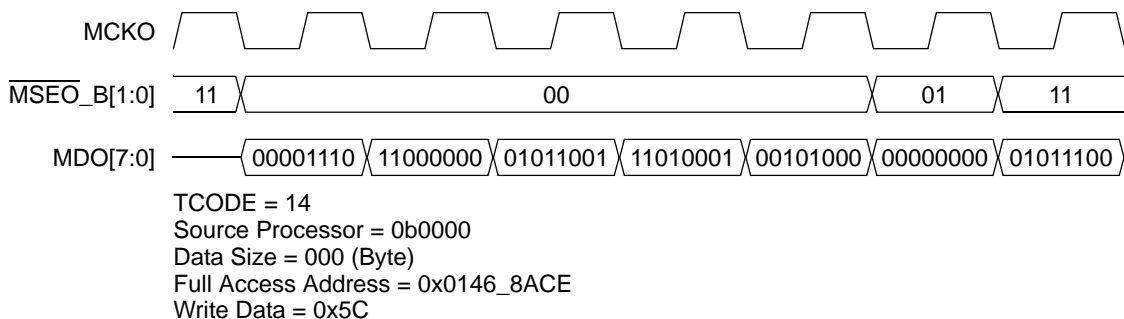 MCKO
MSEO_B[1:0] 11 00 01 11
MDO[7:0] 00001110 11000000 01011001 11010001 00101000 00000000 01011100
TCODE = 14
Source Processor = 0b0000
Data Size = 000 (Byte)
Full Access Address = 0x0146_8ACE
Write Data = 0x5C